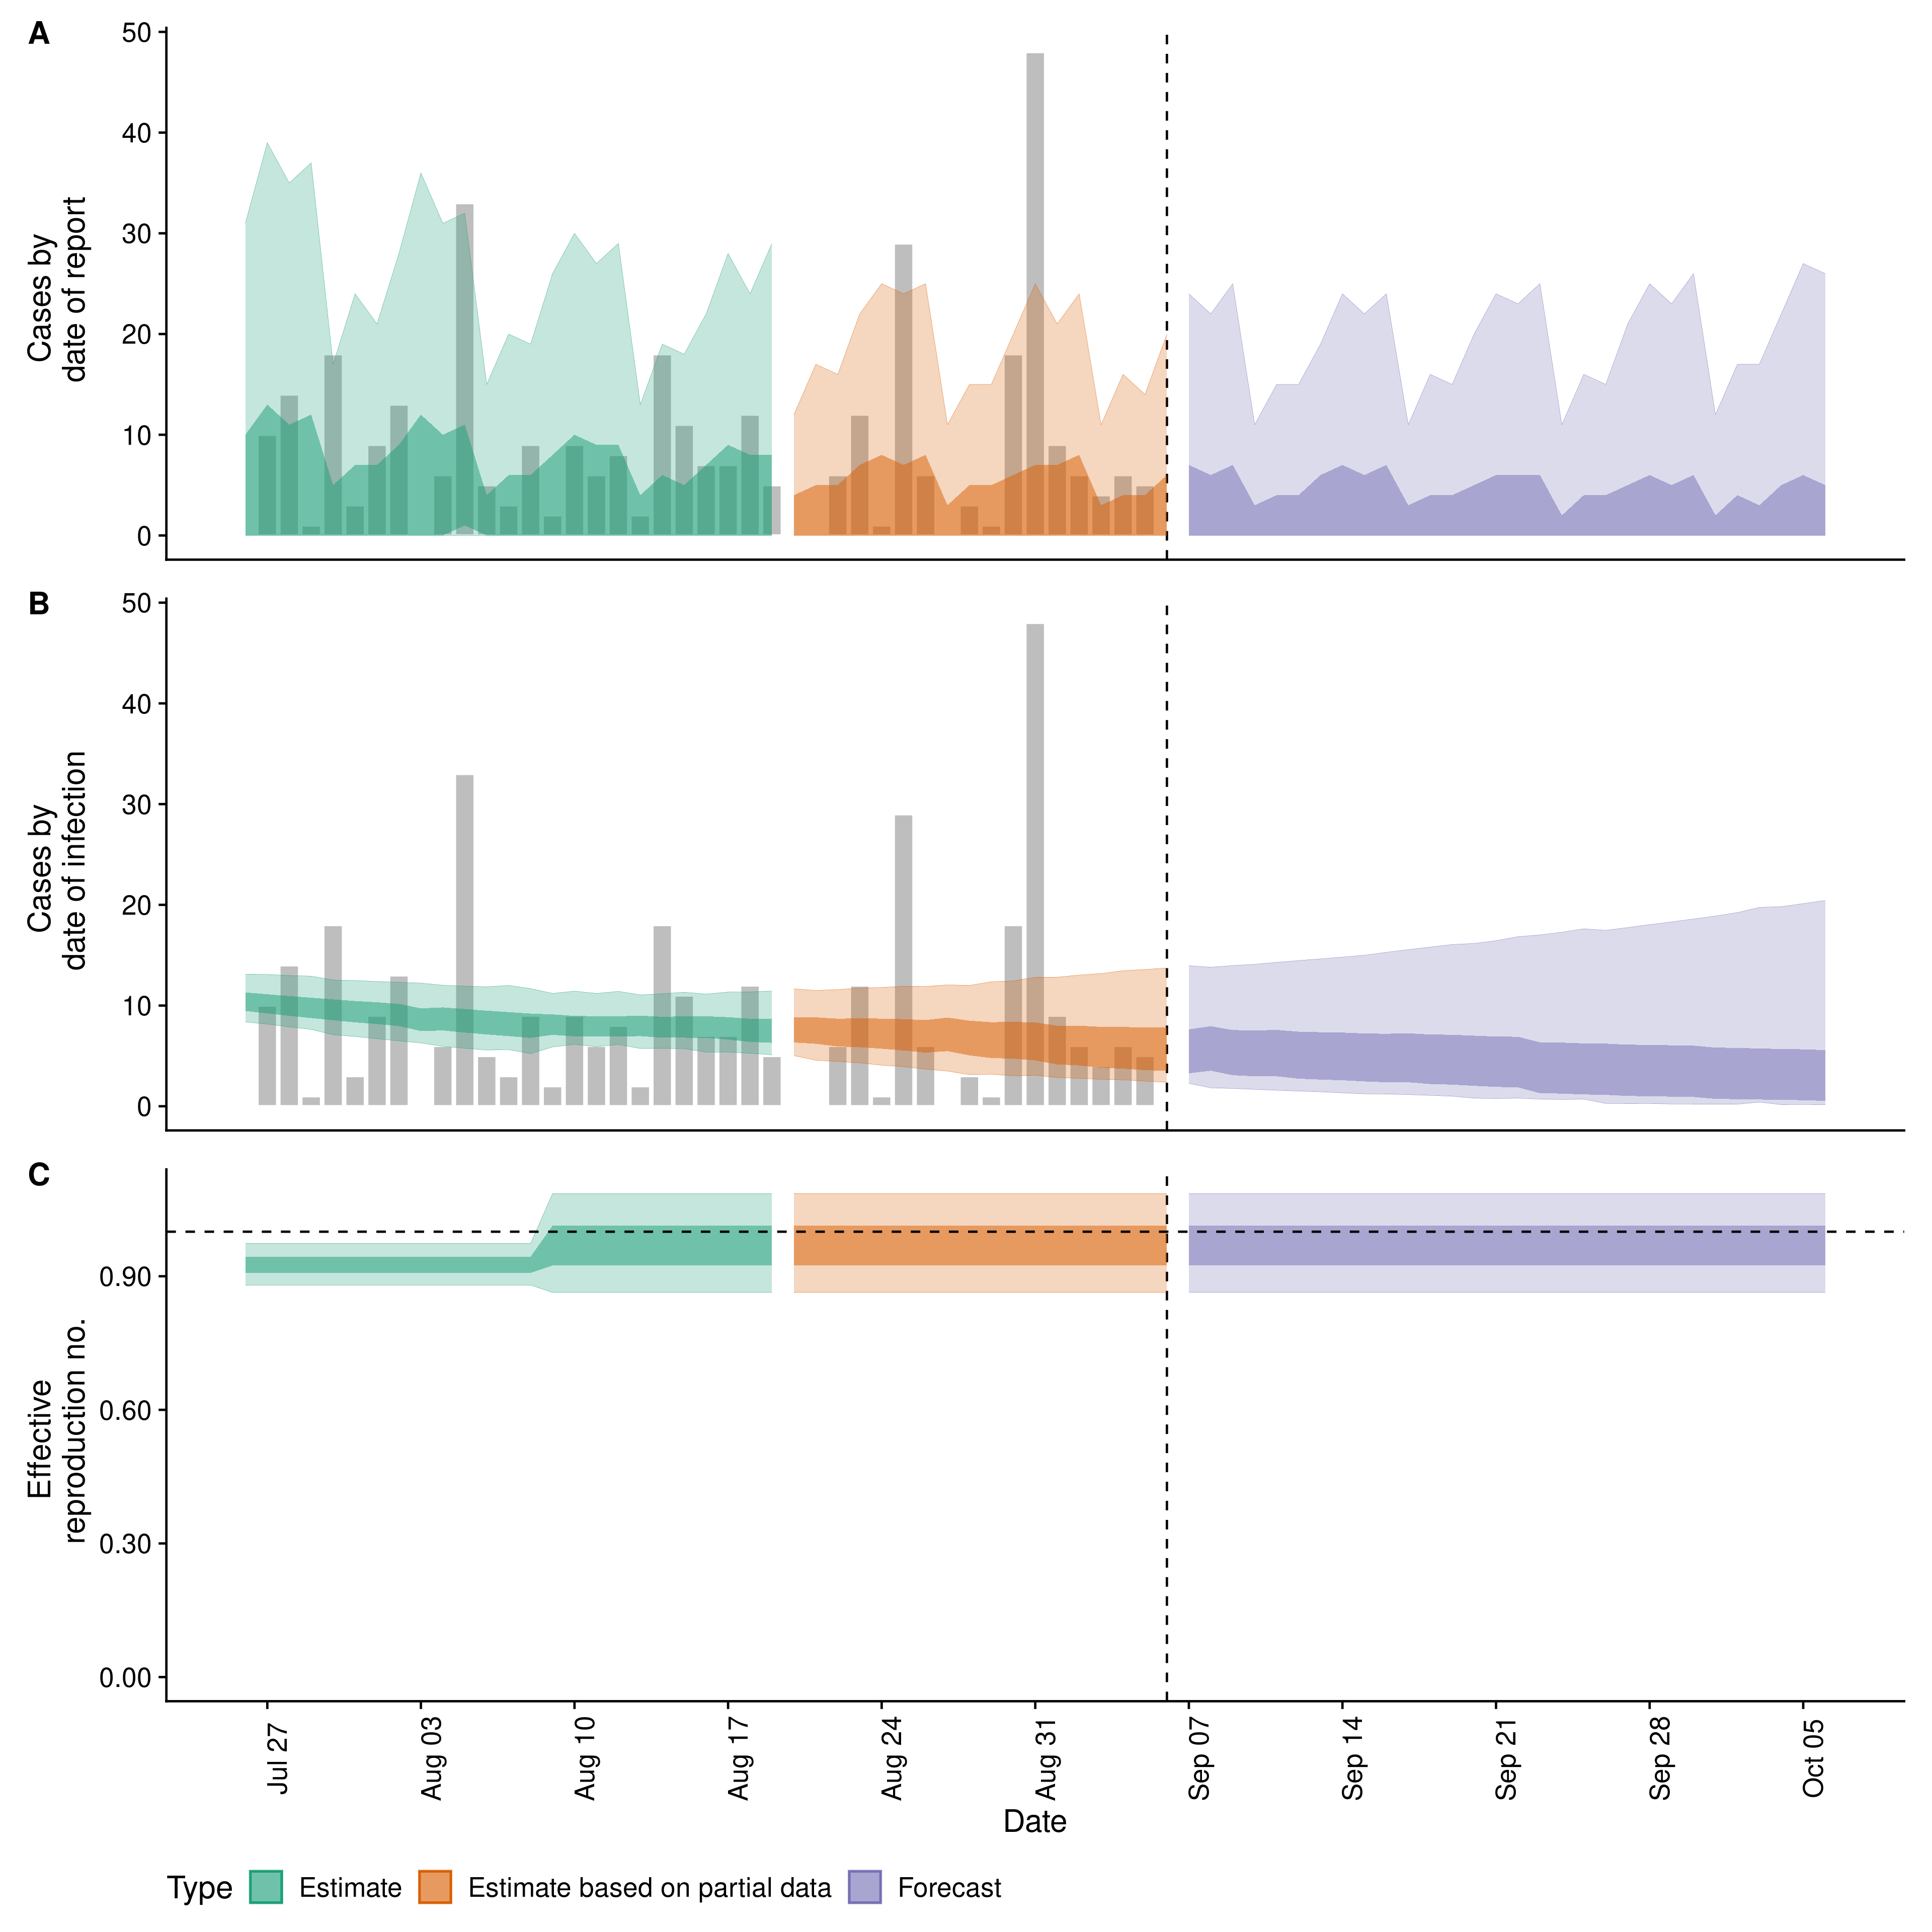 A
50
40
30
20
10
0
Cases by
date of report
B
50
40
30
20
10
0
Cases by
date of infection
C
0.90
0.60
0.30
0.00
Effective
reproduction no.
Jul 27
Aug 03
Aug 10
Aug 17
Aug 24
Aug 31
Sep 07
Sep 14
Sep 21
Sep 28
Oct 05
Date
Type Estimate Estimate based on partial data Forecast